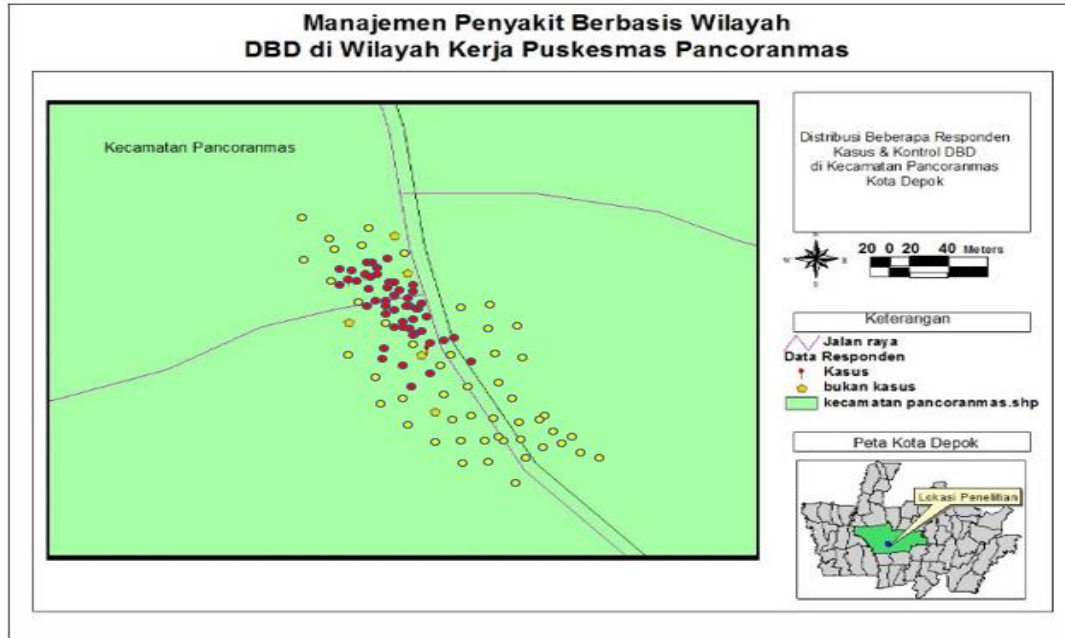 Manajemen Penyakit Berbasis Wilayah
DBD di Wilayah Kerja Puskesmas Pancoranmas
Kecamatan Pancoranmas
Distribusi Beberapa Responden
Kasus & Kontrol DBD
di Kecamatan Pancoranmas
Kota Depok
20 0 20 40 Meters
Keterangan
Jalan raya
Data Responden
Kasus
bukan kasus
kecamatan pancoranmas.shp
Peta Kota Depok
Lokasi Penelitian